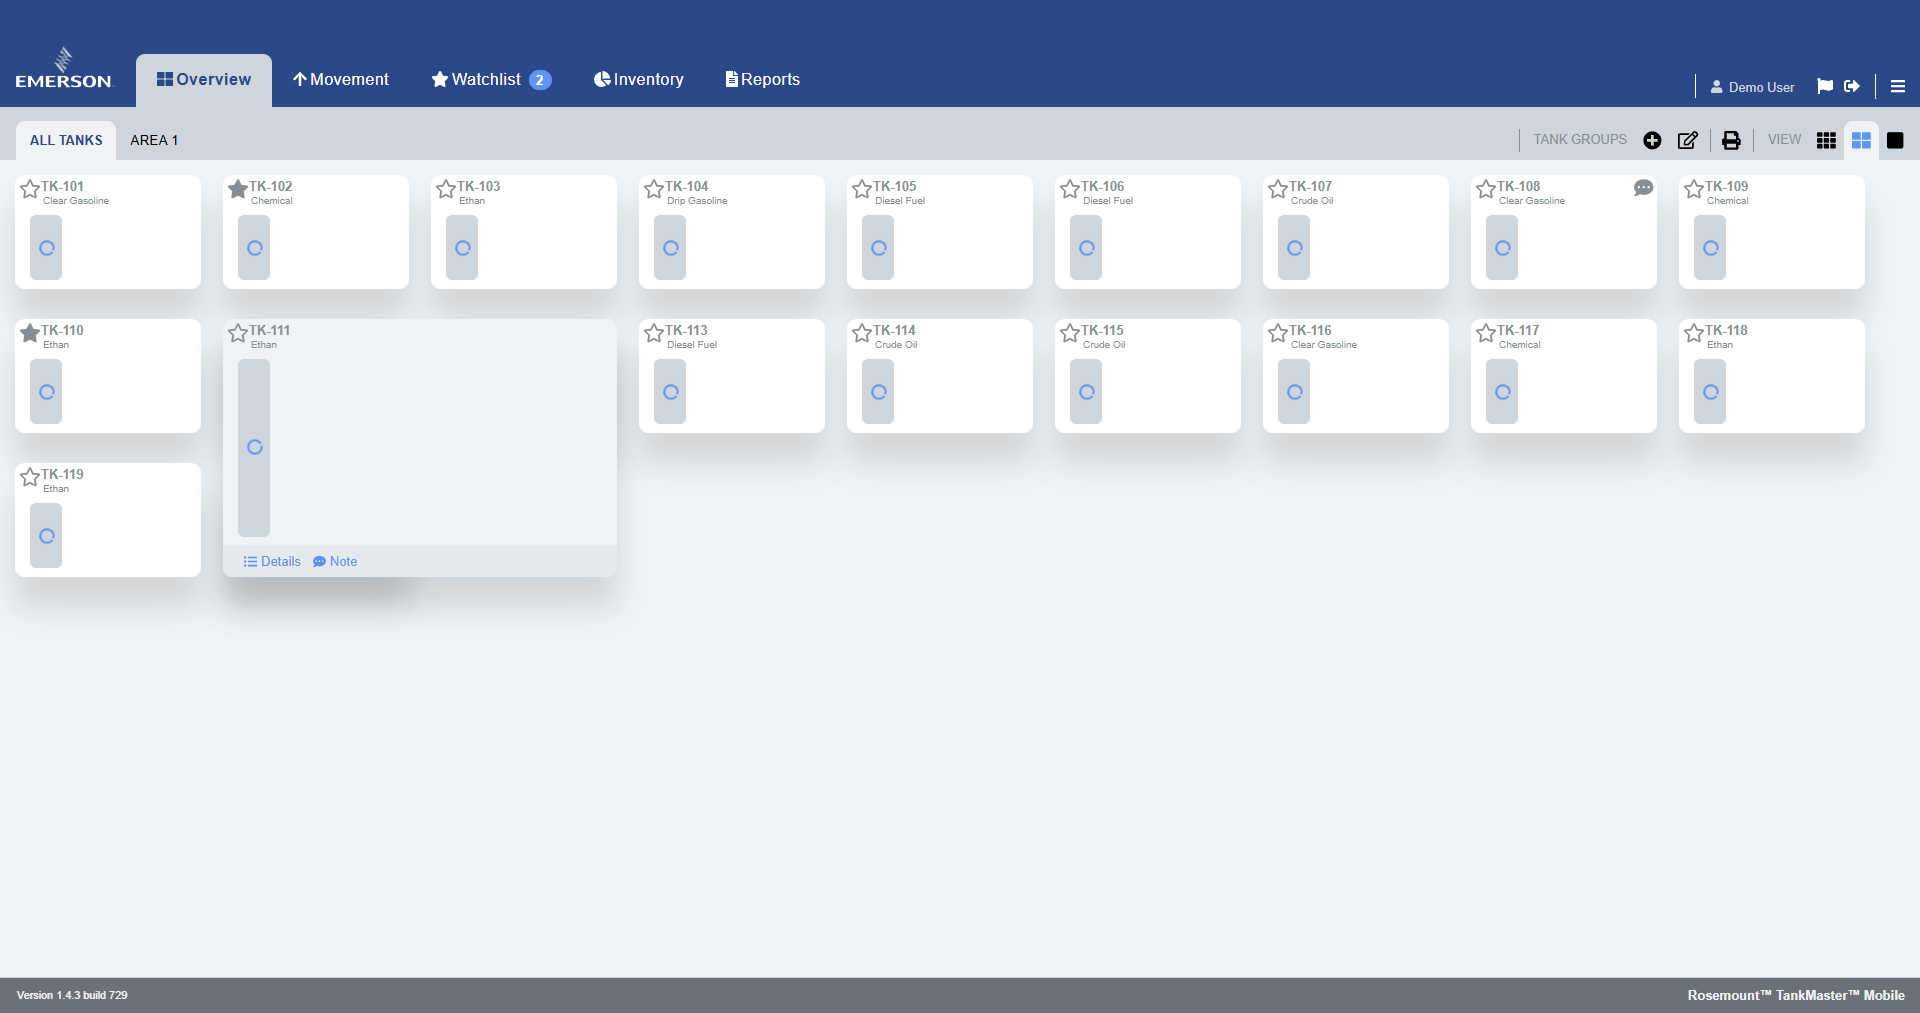 EMERSON
Overview
Movement
Watchlist 2
Inventory
Reports
Demo User
ALL TANKS
AREA 1
TANK GROUPS
VIEW
TK-101
Clear Gasoline
TK-102
Chemical
TK-103
Ethan
TK-104
Drip Gasoline
TK-105
Diesel Fuel
TK-106
Diesel Fuel
TK-107
Crude Oil
TK-108
Clear Gasoline
TK-109
Chemical
TK-110
Ethan
TK-111
Ethan
Details
Note
TK-113
Diesel Fuel
TK-114
Crude Oil
TK-115
Crude Oil
TK-116
Clear Gasoline
TK-117
Chemical
TK-118
Ethan
TK-119
Ethan
Version 1.4.3 build 729
Rosemount™ TankMaster™ Mobile